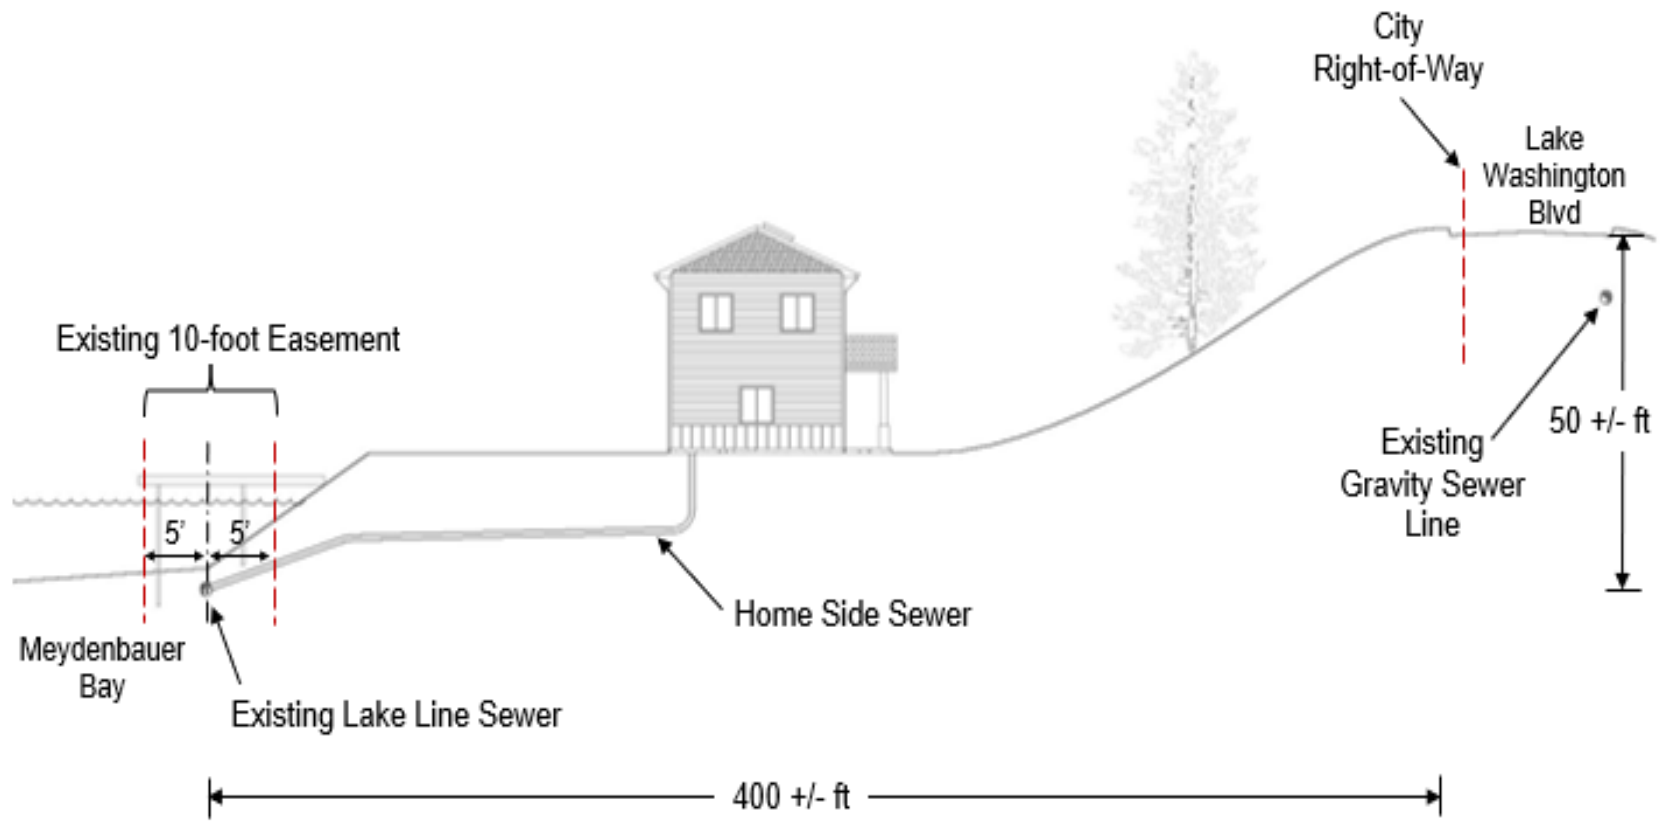 City
Right-of-Way
Lake
Washington
Blvd
Existing 10-foot Easement
50 +/- ft
Existing
Gravity Sewer
Line
5’ 5’
Home Side Sewer
Meydenbauer
Bay
Existing Lake Line Sewer
400 +/- ft